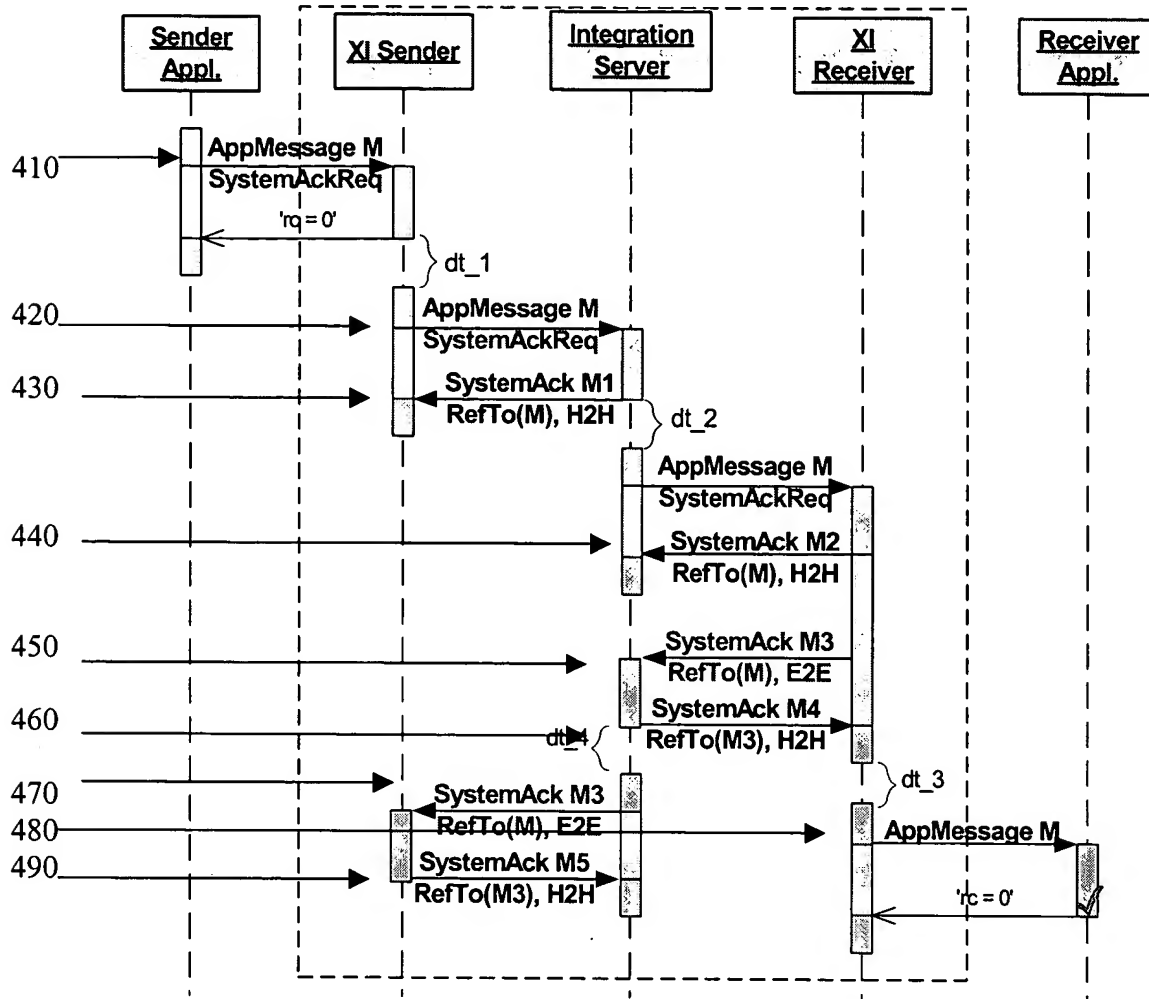 Sender
Appl.
XI Sender
Integration
Server
XI
Receiver
Receiver
Appl.
410
AppMessage M
SystemAckReq
'rc = 0'
dt_1
420
AppMessage M
SystemAckReq
430
SystemAck M1
RefTo(M), H2H
dt_2
AppMessage M
SystemAckReq
440
SystemAck M2
RefTo(M), H2H
450
SystemAck M3
RefTo(M), E2E
460
SystemAck M4
RefTo(M3), H2H
dt_4
dt_3
470
SystemAck M3
RefTo(M), E2E
480
AppMessage M
490
SystemAck M5
RefTo(M3), H2H
'rc = 0'